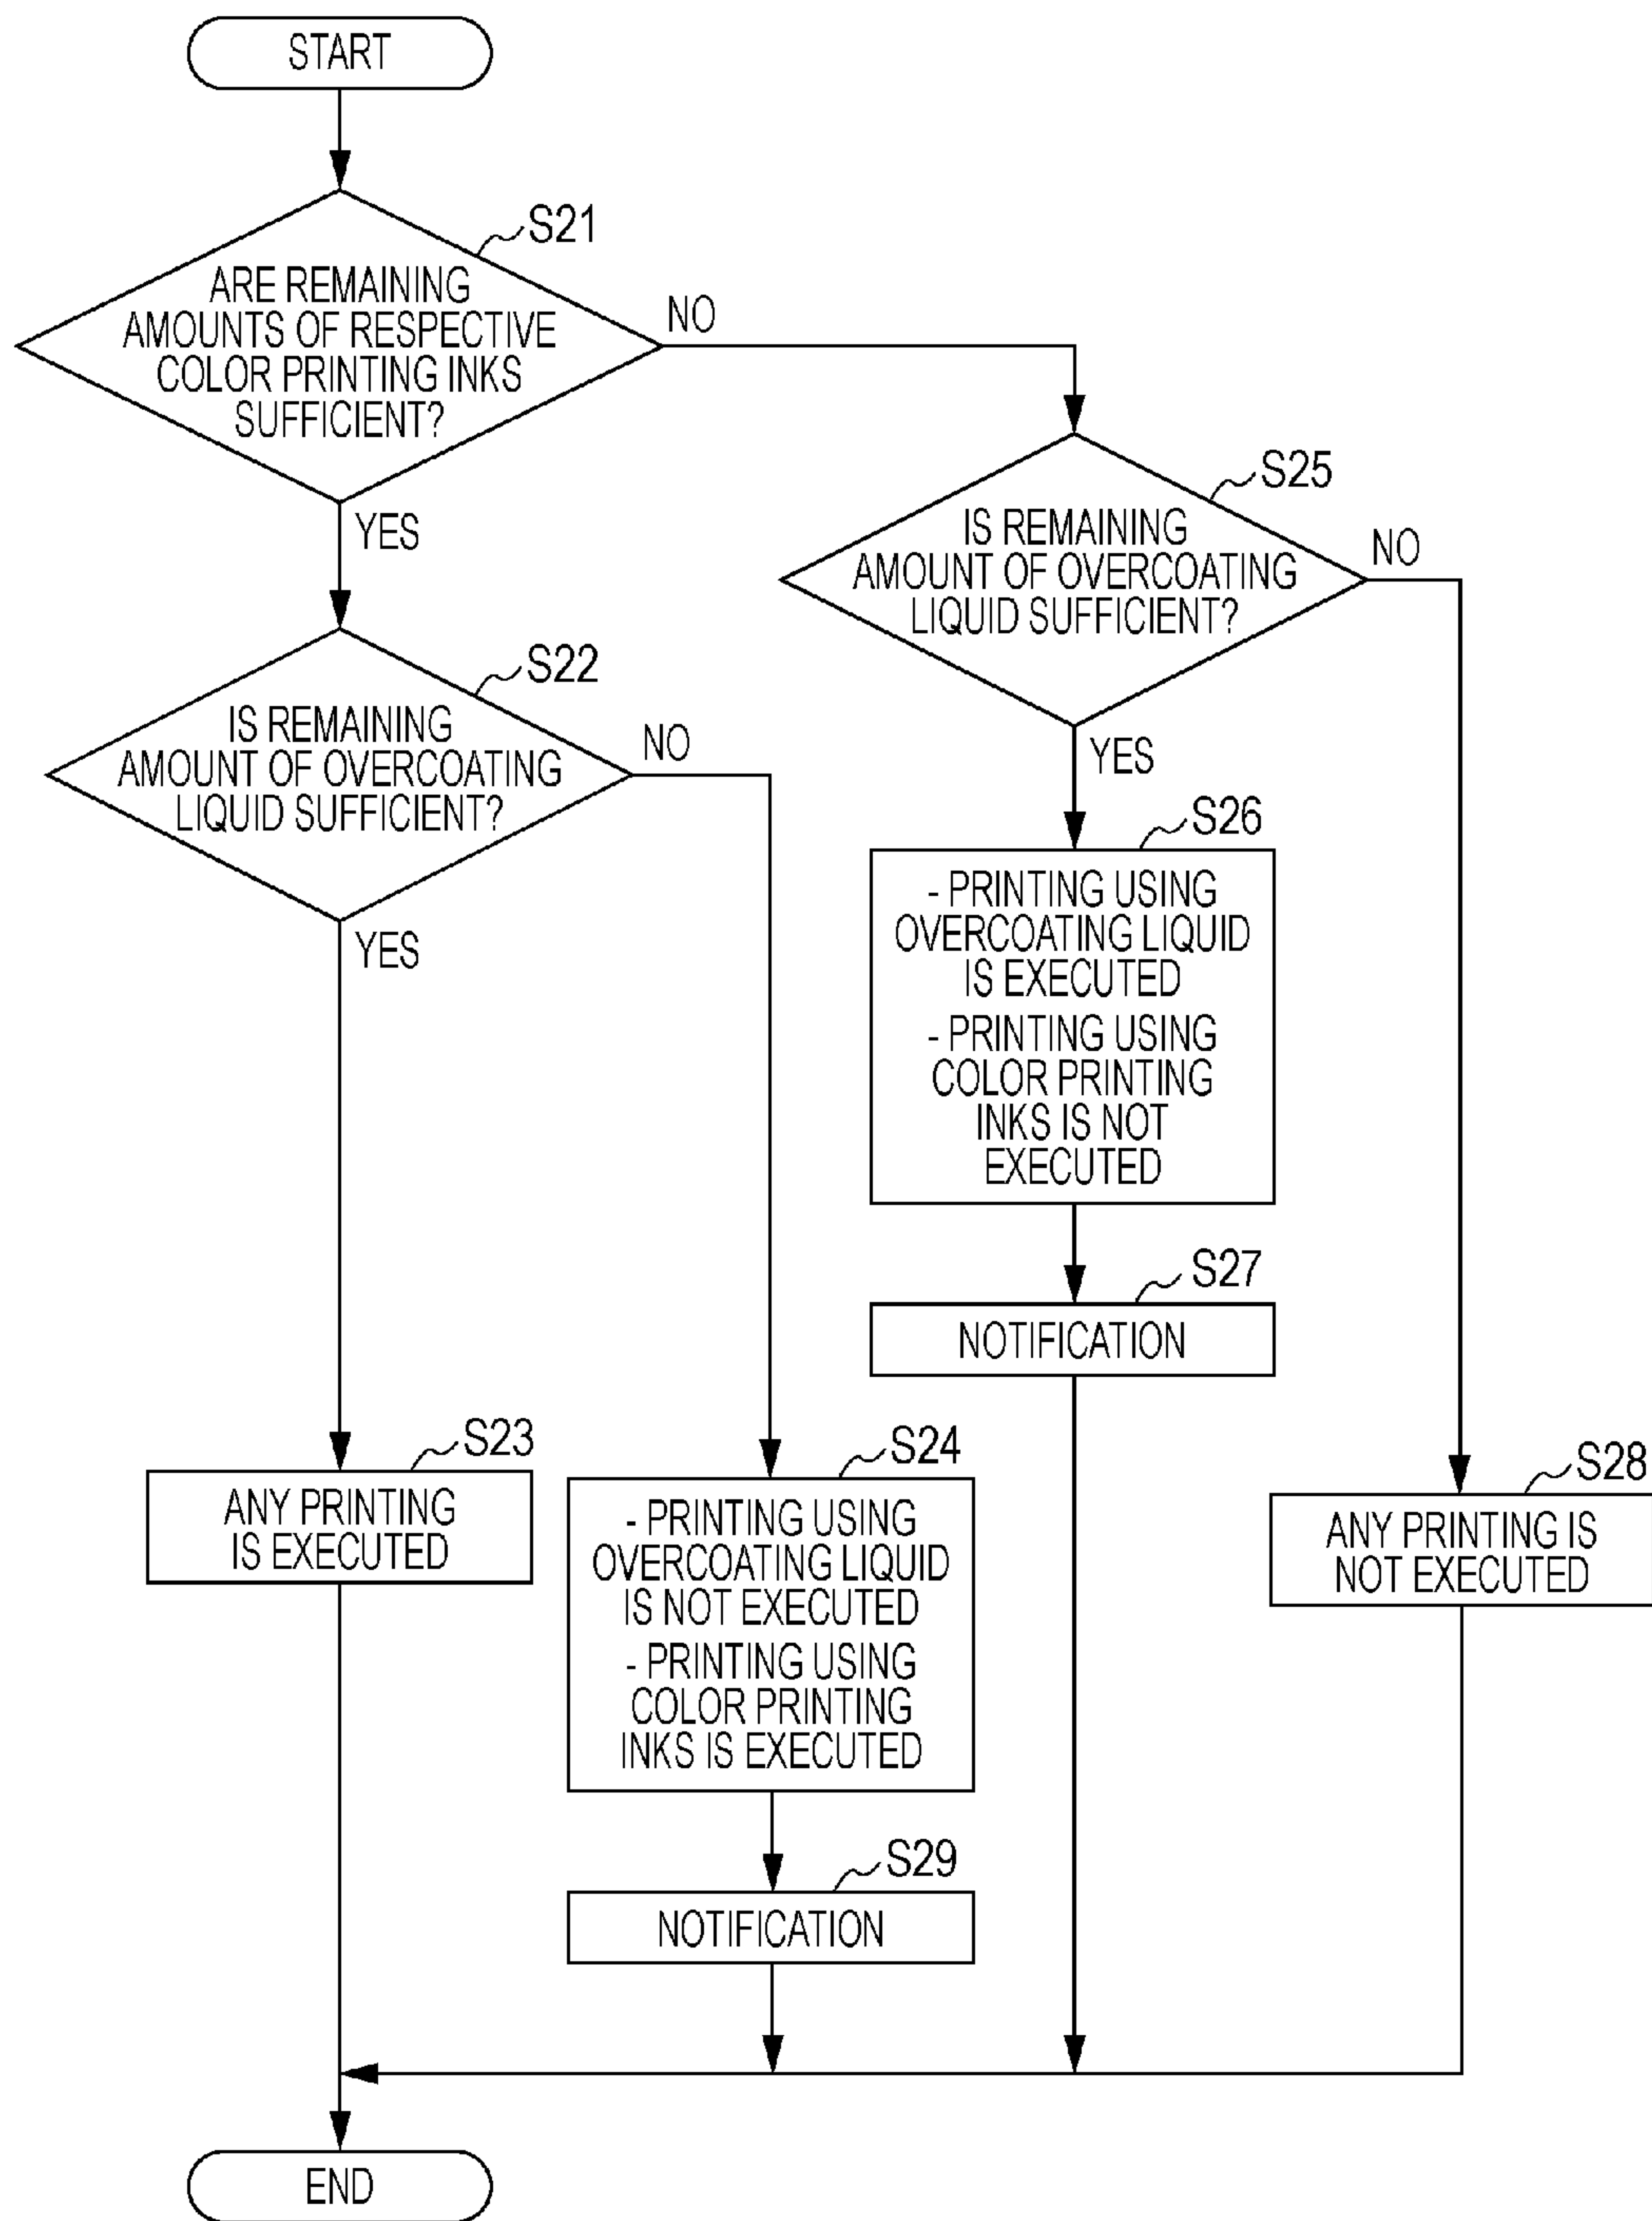 START
S21
ARE REMAINING
AMOUNTS OF RESPECTIVE
COLOR PRINTING INKS
SUFFICIENT?
NO
YES
S25
IS REMAINING
AMOUNT OF OVERCOATING
LIQUID SUFFICIENT?
NO
YES
S22
IS REMAINING
AMOUNT OF OVERCOATING
LIQUID SUFFICIENT?
NO
YES
S26
- PRINTING USING
OVERCOATING LIQUID
IS EXECUTED
- PRINTING USING
COLOR PRINTING
INKS IS NOT
EXECUTED
S27
NOTIFICATION
S23
ANY PRINTING
IS EXECUTED
S24
- PRINTING USING
OVERCOATING LIQUID
IS NOT EXECUTED
- PRINTING USING
COLOR PRINTING
INKS IS EXECUTED
S28
ANY PRINTING IS
NOT EXECUTED
S29
NOTIFICATION
END